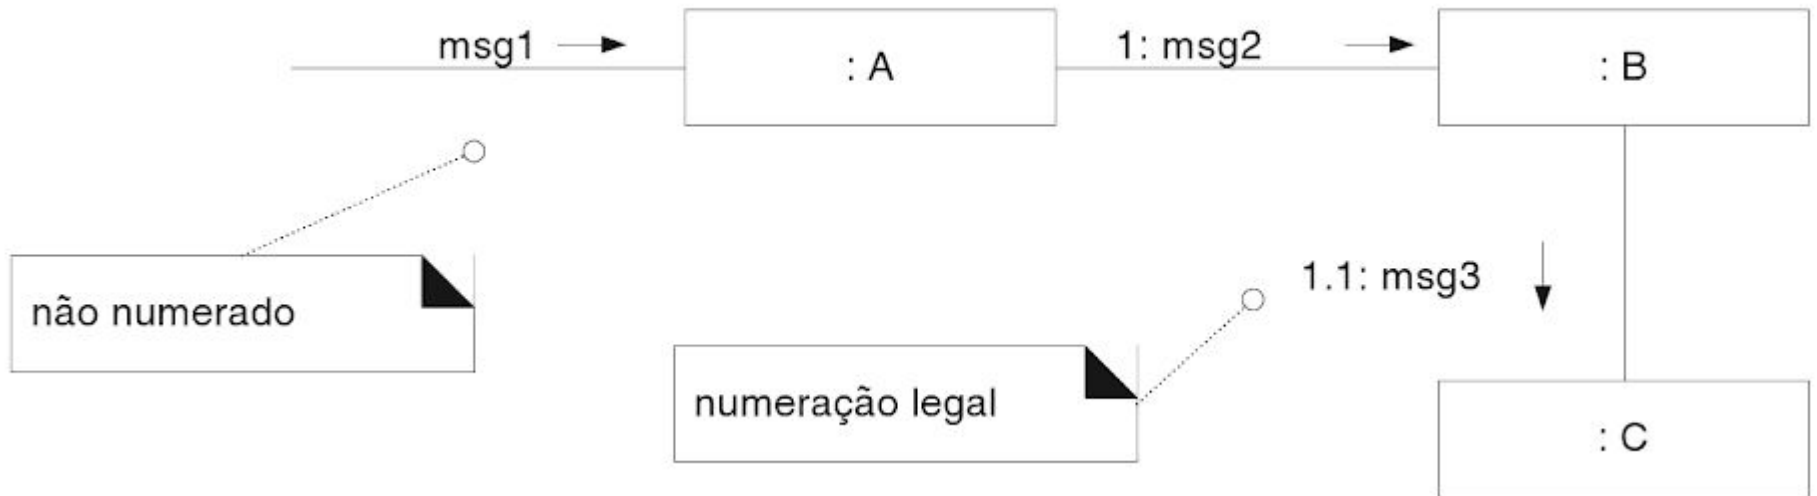 msg1
: A
1: msg2
: B
não numerado
1.1: msg3
numeração legal
: C